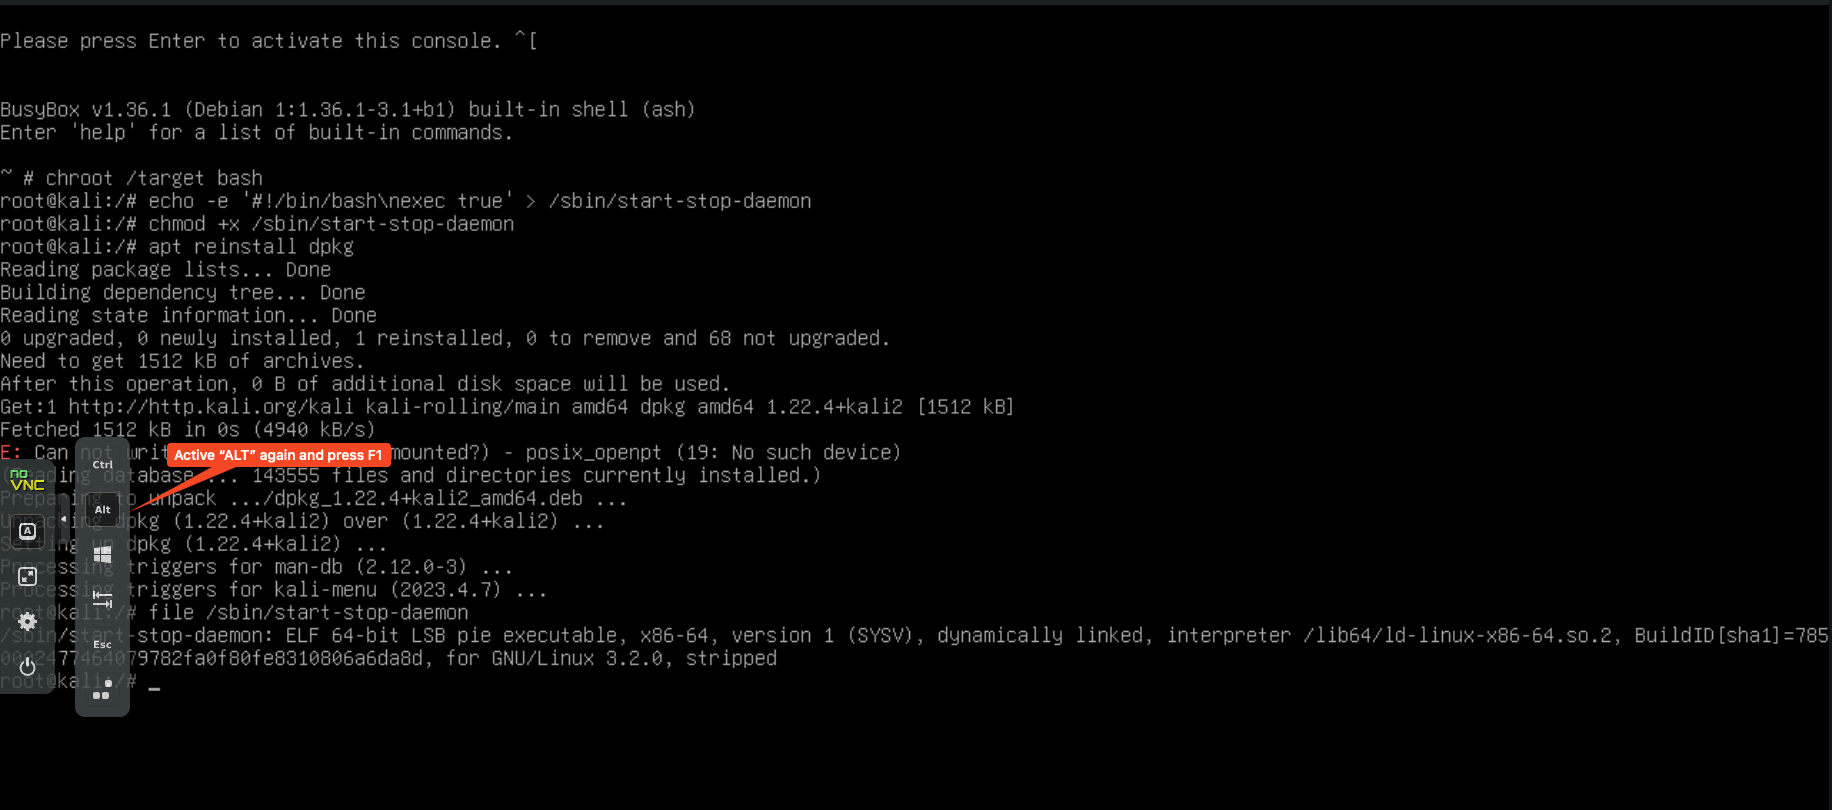 Please press Enter to activate this console. ^[
BusyBox v1.36.1 (Debian 1:1.36.1-3.1+b1) built-in shell (ash)
Enter 'help' for a list of built-in commands.
~ # chroot /target bash
root@kali:/# echo -e '#!/bin/bash\nexec true' > /sbin/start-stop-daemon
root@kali:/# chmod +x /sbin/start-stop-daemon
root@kali:/# apt reinstall dpkg
Reading package lists... Done
Building dependency tree... Done
Reading state information... Done
0 upgraded, 0 newly installed, 1 reinstalled, 0 to remove and 68 not upgraded.
Need to get 1512 kB of archives.
After this operation, 0 B of additional disk space will be used.
Get:1 http://http.kali.org/kali kali-rolling/main amd64 dpkg amd64 1.22.4+kali2 [1512 kB]
Fetched 1512 kB in 0s (4940 kB/s)
E: Can not writ mounted?) - posix_openpt (19: No such device)
Active “ALT” again and press F1
(Reading database ... 143555 files and directories currently installed.)
Preparing to unpack .../dpkg_1.22.4+kali2_amd64.deb ...
Unpacking dpkg (1.22.4+kali2) over (1.22.4+kali2) ...
Setting up dpkg (1.22.4+kali2) ...
Processing triggers for man-db (2.12.0-3) ...
Processing triggers for kali-menu (2023.4.7) ...
root@kali:/# file /sbin/start-stop-daemon
/sbin/start-stop-daemon: ELF 64-bit LSB pie executable, x86-64, version 1 (SYSV), dynamically linked, interpreter /lib64/ld-linux-x86-64.so.2, BuildID[sha1]=785
0002477464079782fa0f80fe8310806a6da8d, for GNU/Linux 3.2.0, stripped
root@kali:/# _
no
VNC
A
Ctrl
Alt
Esc